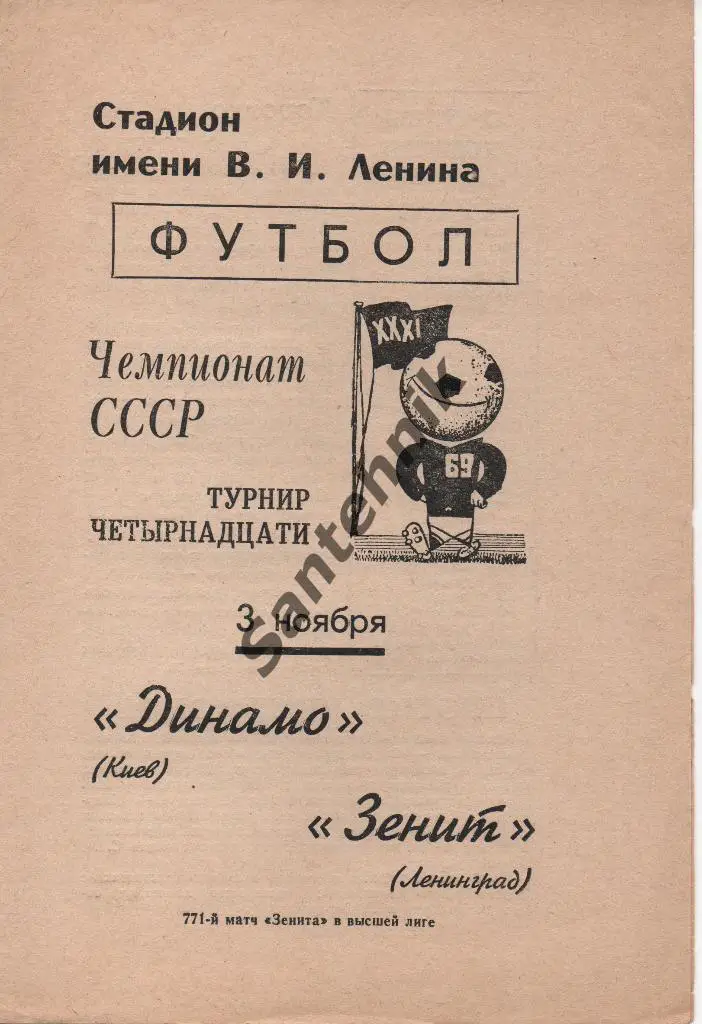 Стадион
имени В. И. Ленина
ФУТБОЛ
XXXI
Чемпионат
СССР
69
ТУРНИР
ЧЕТЫРНАДЦАТИ
3 ноября
«Динамо»
(Киев)
«Зенит»
(Ленинград)
771-й матч «Зенита» в высшей лиге
Santehnik